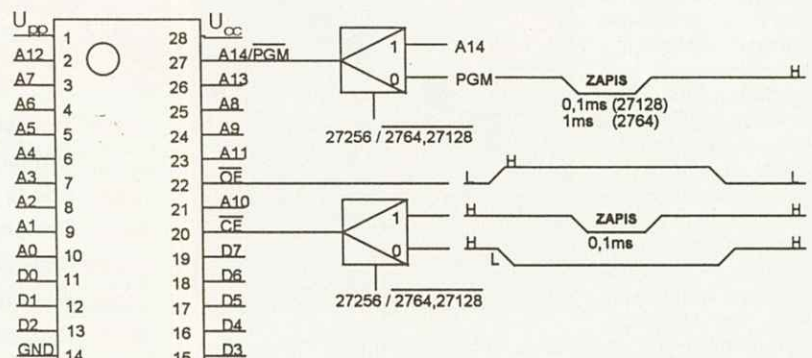 Upp 1 28 Ucc
A12 2 27 A14/PGM
A7 3 26 A13
A6 4 25 A8
A5 5 24 A9
A4 6 23 A11
A3 7 22 OE
A2 8 21 A10
A1 9 20 CE
A0 10 19 D7
D0 11 18 D6
D1 12 17 D5
D2 13 16 D4
GND 14 15 D3
1 A14
0 PGM ZAPIS H
0,1ms (27128)
1ms (2764)
27256 / 2764,27128
L H L
1 H ZAPIS H
0,1ms
0 H L H
27256 / 2764,27128